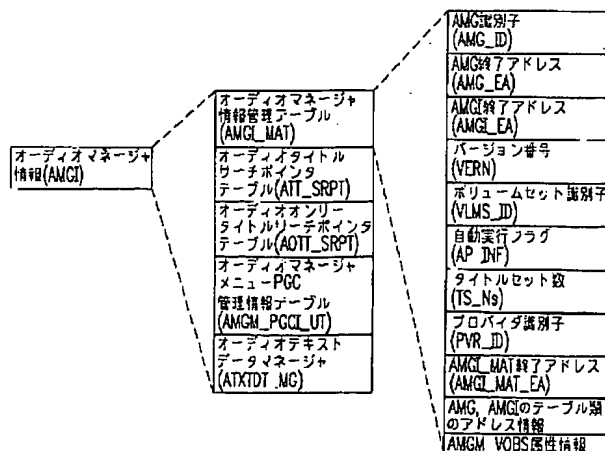 オーディオマネージャ
情報(AMGI)
オーディオマネージャ
情報管理テーブル
(AMGI_MAT)
オーディオタイトル
サーチポインタ
テーブル(ATT_SRPT)
オーディオオンリー
タイトルサーチポインタ
テーブル(AOTT_SRPT)
オーディオマネージャ
メニューPGC
管理情報テーブル
(AMGM_PGCI_UT)
オーディオテキスト
データマネージャ
(ATXTDT_MG)
AMG識別子
(AMG_ID)
AMG終了アドレス
(AMG_EA)
AMGI終了アドレス
(AMGI_EA)
バージョン番号
(VERN)
ボリュームセット識別子
(VLMS_ID)
自動実行フラグ
(AP_INF)
タイトルセット数
(TS_Ns)
プロバイダ識別子
(PVR_ID)
AMGI_MAT終了アドレス
(AMGI_MAT_EA)
AMG, AMGIのテーブル類
のアドレス情報
AMGM_VOBS属性情報